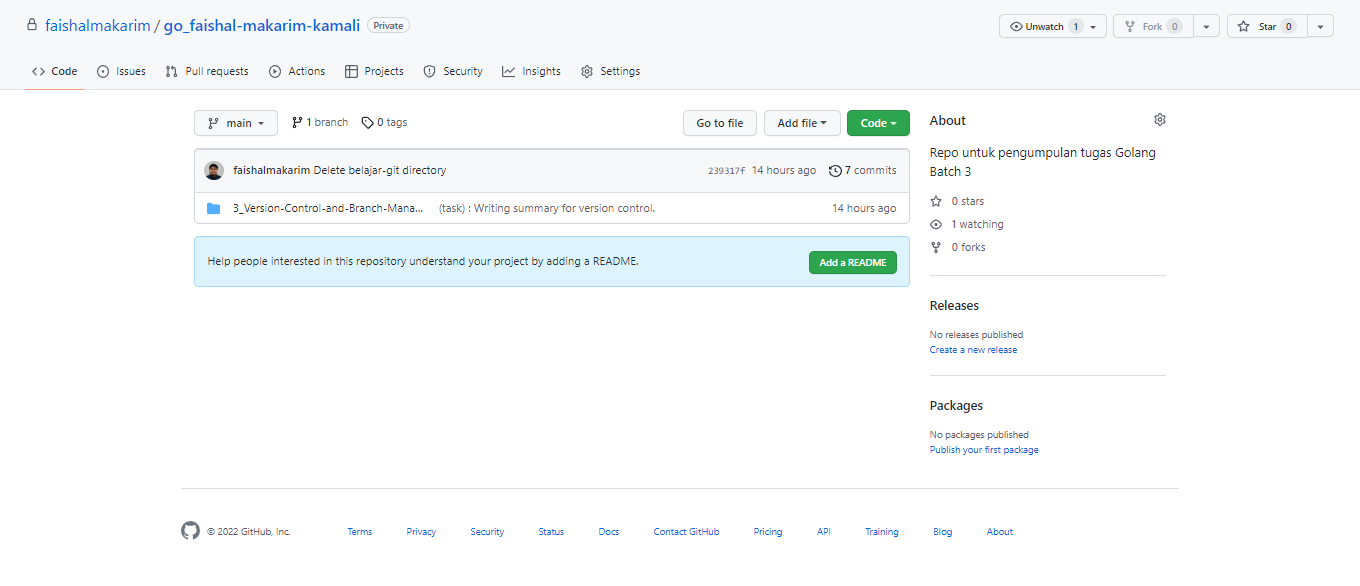 faishalmakarim / go_faishal-makarim-kamali Private Unwatch 1 Fork 0 Star 0
Code Issues Pull requests Actions Projects Security Insights Settings
main 1 branch 0 tags Go to file Add file Code
faishalmakarim Delete belajar-git directory 239317f 14 hours ago 7 commits
3_Version-Control-and-Branch-Mana... (task) : Writing summary for version control. 14 hours ago
Help people interested in this repository understand your project by adding a README. Add a README
About
Repo untuk pengumpulan tugas Golang
Batch 3
0 stars
1 watching
0 forks
Releases
No releases published
Create a new release
Packages
No packages published
Publish your first package
© 2022 GitHub, Inc. Terms Privacy Security Status Docs Contact GitHub Pricing API Training Blog About